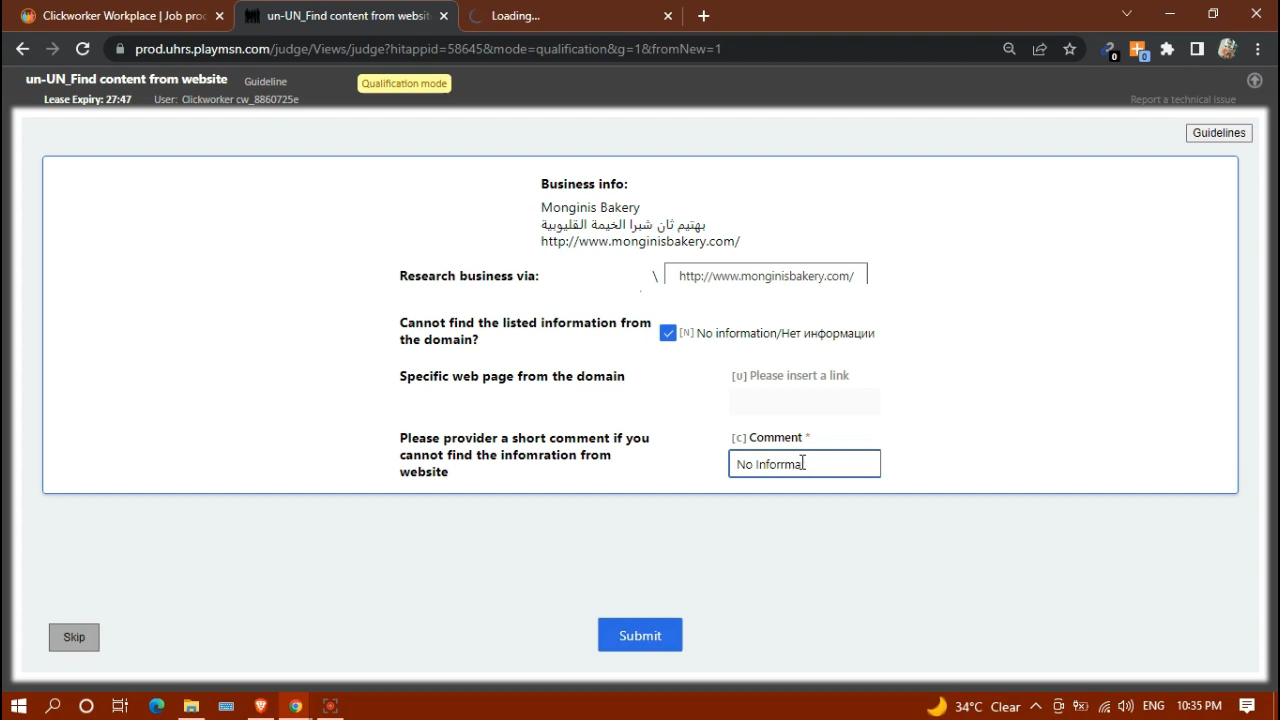 Clickworker Workplace | Job proc
un-UN_Find content from website
Loading...
prod.uhrs.playmsn.com/judge/Views/judge?hitappid=58645&mode=qualification&g=1&fromNew=1
0
0
un-UN_Find content from website
Guideline
Qualification mode
Lease Expiry: 27:47
User: Clickworker cw_8860725e
Report a technical issue
Guidelines
Business info:
Monginis Bakery
بهتيم ثان شبرا الخيمة القليوبية
http://www.monginisbakery.com/
Research business via:
\
http://www.monginisbakery.com/
Cannot find the listed information from
the domain?
[N] No information/Нет информации
Specific web page from the domain
[U] Please insert a link
Please provider a short comment if you
cannot find the infomration from
website
[C] Comment *
No Inforrma
Skip
Submit
34°C Clear
ENG
10:35 PM